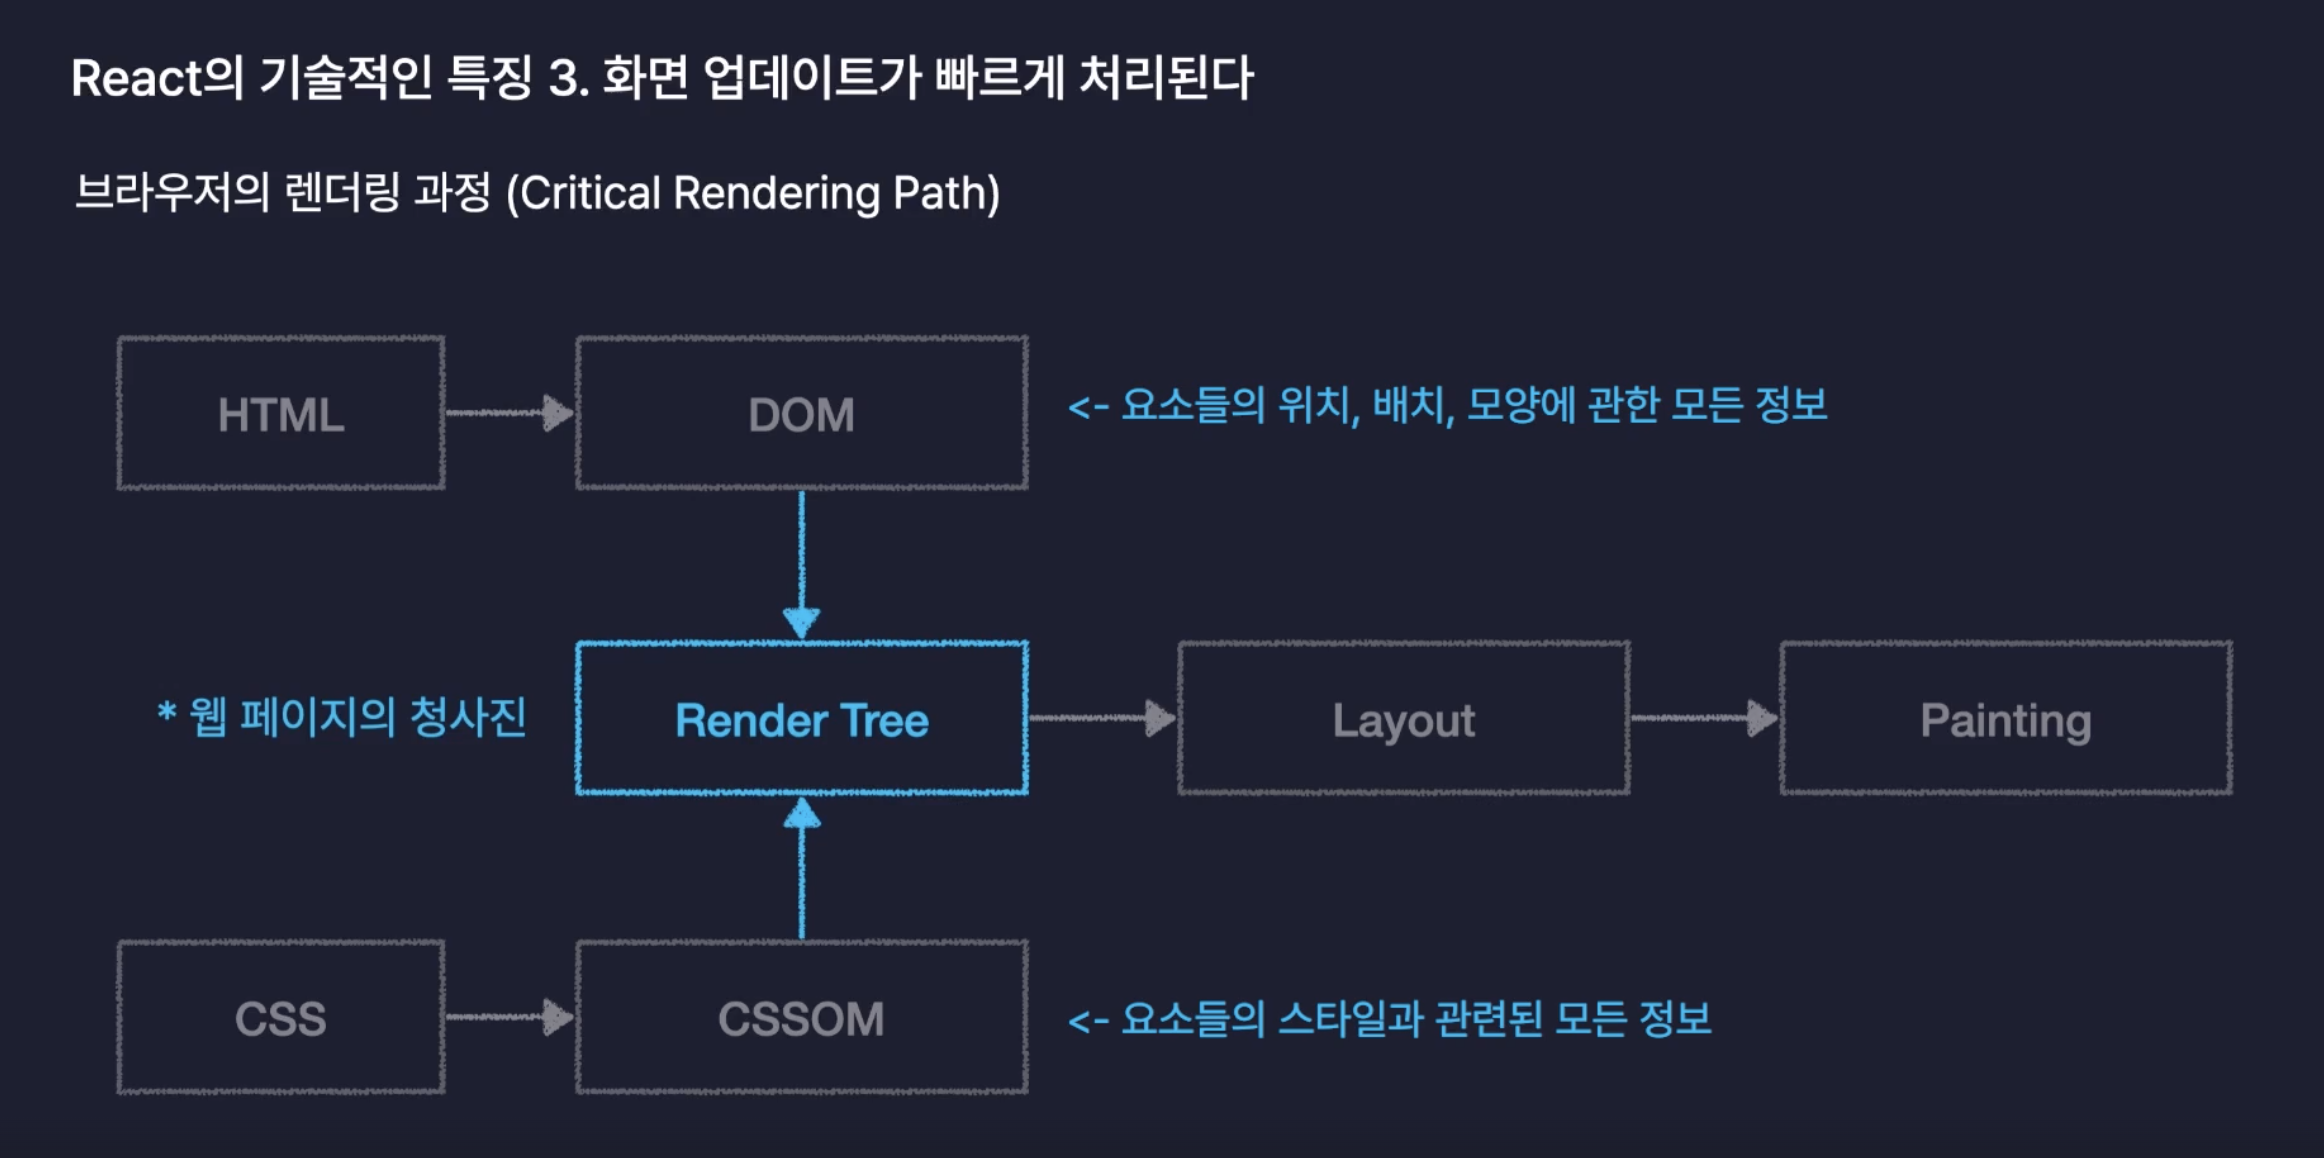 React의 기술적인 특징 3. 화면 업데이트가 빠르게 처리된다
브라우저의 렌더링 과정 (Critical Rendering Path)
HTML
DOM
<- 요소들의 위치, 배치, 모양에 관한 모든 정보
* 웹 페이지의 청사진
Render Tree
Layout
Painting
CSS
CSSOM
<- 요소들의 스타일과 관련된 모든 정보